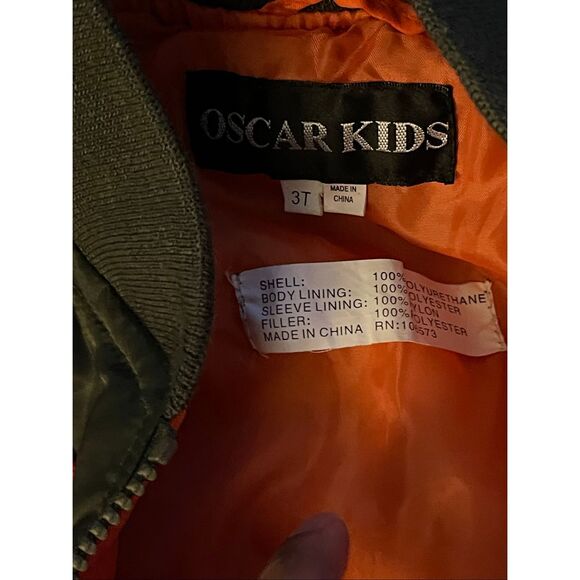 OSCAR KIDS
3T
MADE IN
CHINA
SHELL: 100% POLYURETHANE
BODY LINING: 100% POLYESTER
SLEEVE LINING: 100% NYLON
FILLER: 100% POLYESTER
MADE IN CHINA RN: